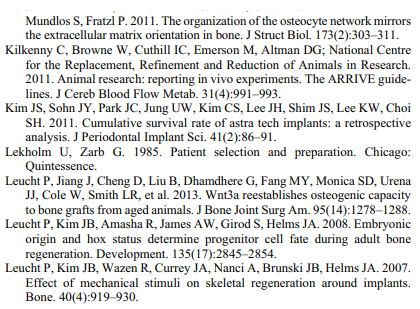 Mundlos S, Fratzl P. 2011. The organization of the osteocyte network mirrors
the extracellular matrix orientation in bone. J Struct Biol. 173(2):303–311.
Kilkenny C, Browne W, Cuthill IC, Emerson M, Altman DG; National Centre
for the Replacement, Refinement and Reduction of Animals in Research.
2011. Animal research: reporting in vivo experiments. The ARRIVE guide-
lines. J Cereb Blood Flow Metab. 31(4):991–993.
Kim JS, Sohn JY, Park JC, Jung UW, Kim CS, Lee JH, Shim JS, Lee KW, Choi
SH. 2011. Cumulative survival rate of astra tech implants: a retrospective
analysis. J Periodontal Implant Sci. 41(2):86–91.
Lekholm U, Zarb G. 1985. Patient selection and preparation. Chicago:
Quintessence.
Leucht P, Jiang J, Cheng D, Liu B, Dhamdhere G, Fang MY, Monica SD, Urena
JJ, Cole W, Smith LR, et al. 2013. Wnt3a reestablishes osteogenic capacity
to bone grafts from aged animals. J Bone Joint Surg Am. 95(14):1278–1288.
Leucht P, Kim JB, Amasha R, James AW, Girod S, Helms JA. 2008. Embryonic
origin and hox status determine progenitor cell fate during adult bone
regeneration. Development. 135(17):2845–2854.
Leucht P, Kim JB, Wazen R, Currey JA, Nanci A, Brunski JB, Helms JA. 2007.
Effect of mechanical stimuli on skeletal regeneration around implants.
Bone. 40(4):919–930.